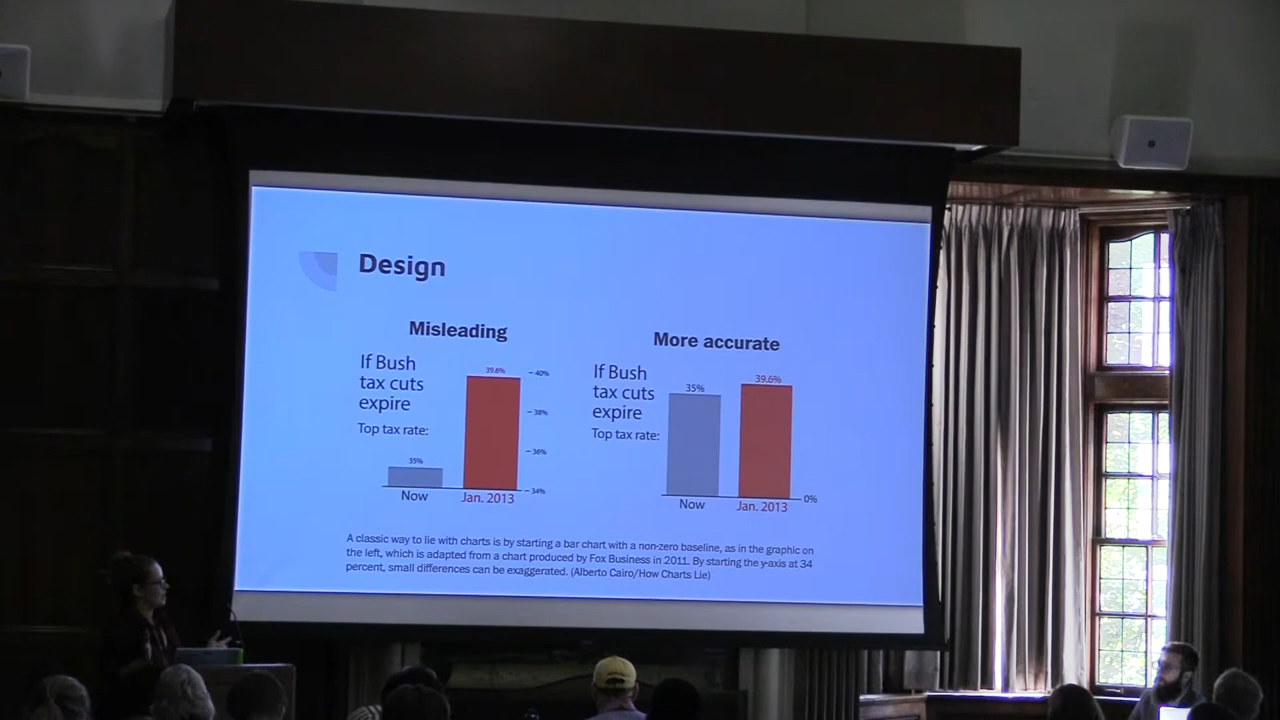 Design
Misleading
If Bush
tax cuts
expire
Top tax rate:
35%
39.6%
40%
38%
36%
34%
Now
Jan. 2013
More accurate
If Bush
tax cuts
expire
Top tax rate:
35%
39.6%
0%
Now
Jan. 2013
A classic way to lie with charts is by starting a bar chart with a non-zero baseline, as in the graphic on
the left, which is adapted from a chart produced by Fox Business in 2011. By starting the y-axis at 34
percent, small differences can be exaggerated. (Alberto Cairo/How Charts Lie)